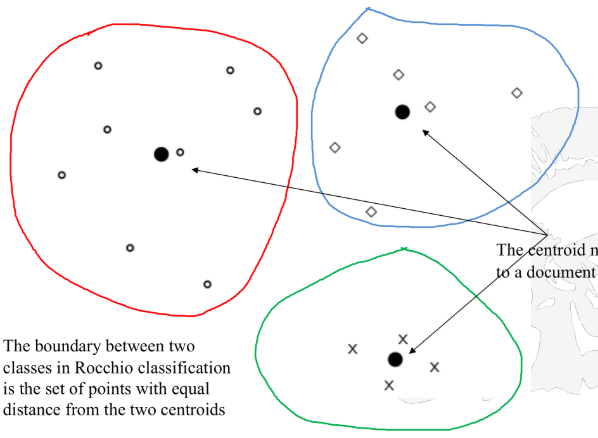 The centroid n
to a document
The boundary between two
classes in Rocchio classification
is the set of points with equal
distance from the two centroids